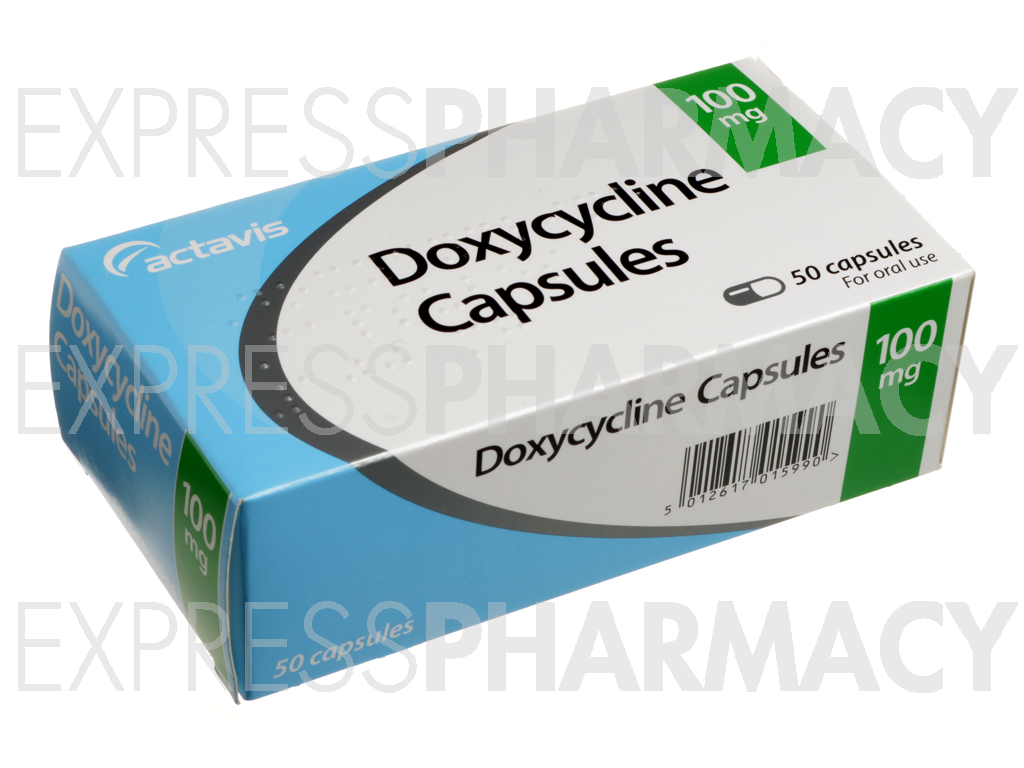 EXPRESSPHARMACY
100
mg
actavis
Doxycycline
Capsules
50 capsules
For oral use
Doxycycline
Capsules
100
mg
EXPRESSPHARMACY
Doxycycline Capsules
100
mg
5 012617 015990 >
50 capsules
EXPRESSPHARMACY